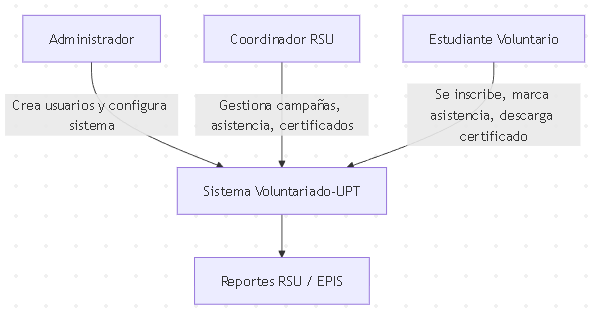 Administrador
Coordinador RSU
Estudiante Voluntario
Crea usuarios y configura
sistema
Gestiona campañas,
asistencia, certificados
Se inscribe, marca
asistencia, descarga
certificado
Sistema Voluntariado-UPT
Reportes RSU / EPIS